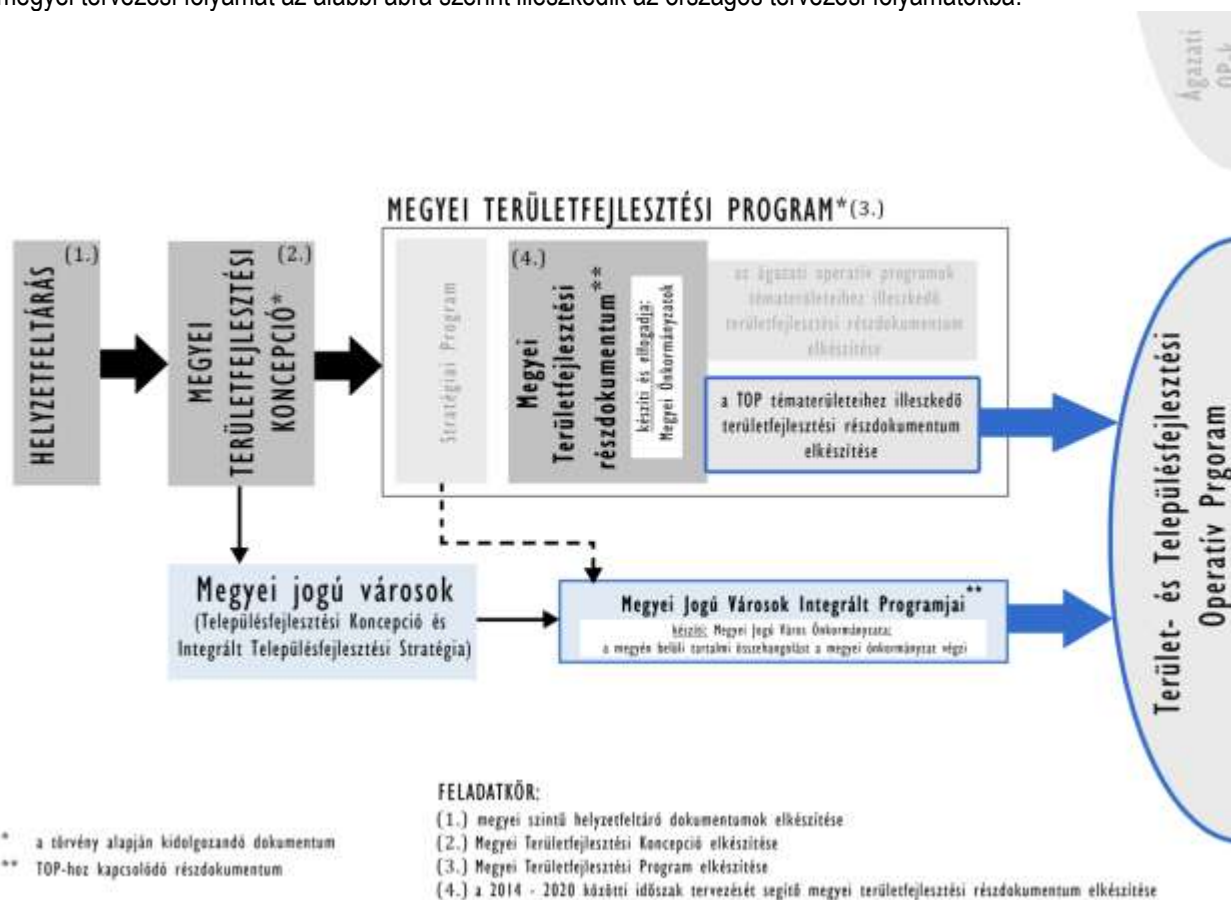 megyei tervezési folyamat az alábbi ábra szerint illeszkedik az országos tervezési folyamatokba:
Ágazati
OP-k
MEGYEI TERÜLETFEJLESZTÉSI PROGRAM*(3.)
HELYZETFELTÁRÁS
(1.)
MEGYEI
TERÜLETFEJLESZTÉSI
KONCEPCIÓ*
(2.)
Stratégiai Program
(4.)
Megyei
Területfejlesztési
részdokumentum**
készíti és elfogadja:
Megyei Önkormányzatok
az ágazati operatív programok
tématerületeihez illeszkedő
területfejlesztési részdokumentum
elkészítése
a TOP tématerületeihez illeszkedő
területfejlesztési részdokumentum
elkészítése
Terület- és Településfejlesztési
Operatív Prgoram
Megyei jogú városok
(Településfejlesztési Koncepció és
Integrált Településfejlesztési Stratégia)
Megyei Jogú Városok Integrált Programjai**
készíti: Megyei Jogú Város Önkormányzata;
a megyén belüli tartalmi összehangolást a megyei önkormányzat végzi
* a törvény alapján kidolgozandó dokumentum
** TOP-hoz kapcsolódó részdokumentum
FELADATKÖR:
(1.) megyei szintű helyzetfeltáró dokumentumok elkészítése
(2.) Megyei Területfejlesztési Koncepció elkészítése
(3.) Megyei Területfejlesztési Program elkészítése
(4.) a 2014 - 2020 közötti időszak tervezését segítő megyei területfejlesztési részdokumentum elkészítése